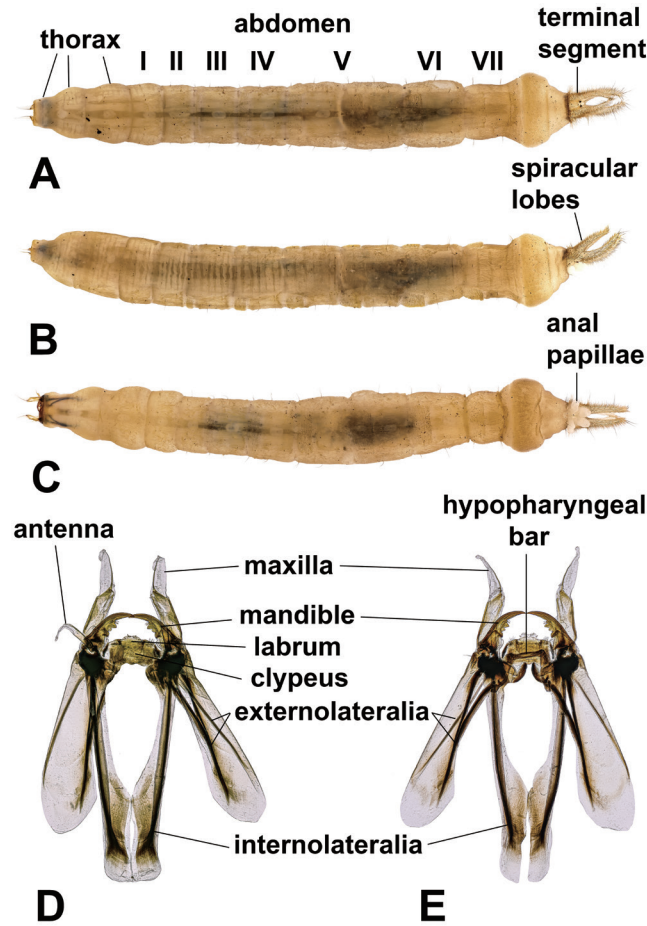 thorax
abdomen
terminal
segment
I II III IV V VI VII
A
spiracular
lobes
B
anal
papillae
C
hypopharyngeal
bar
antenna
maxilla
mandible
labrum
clypeus
externolateralia
internolateralia
D
E